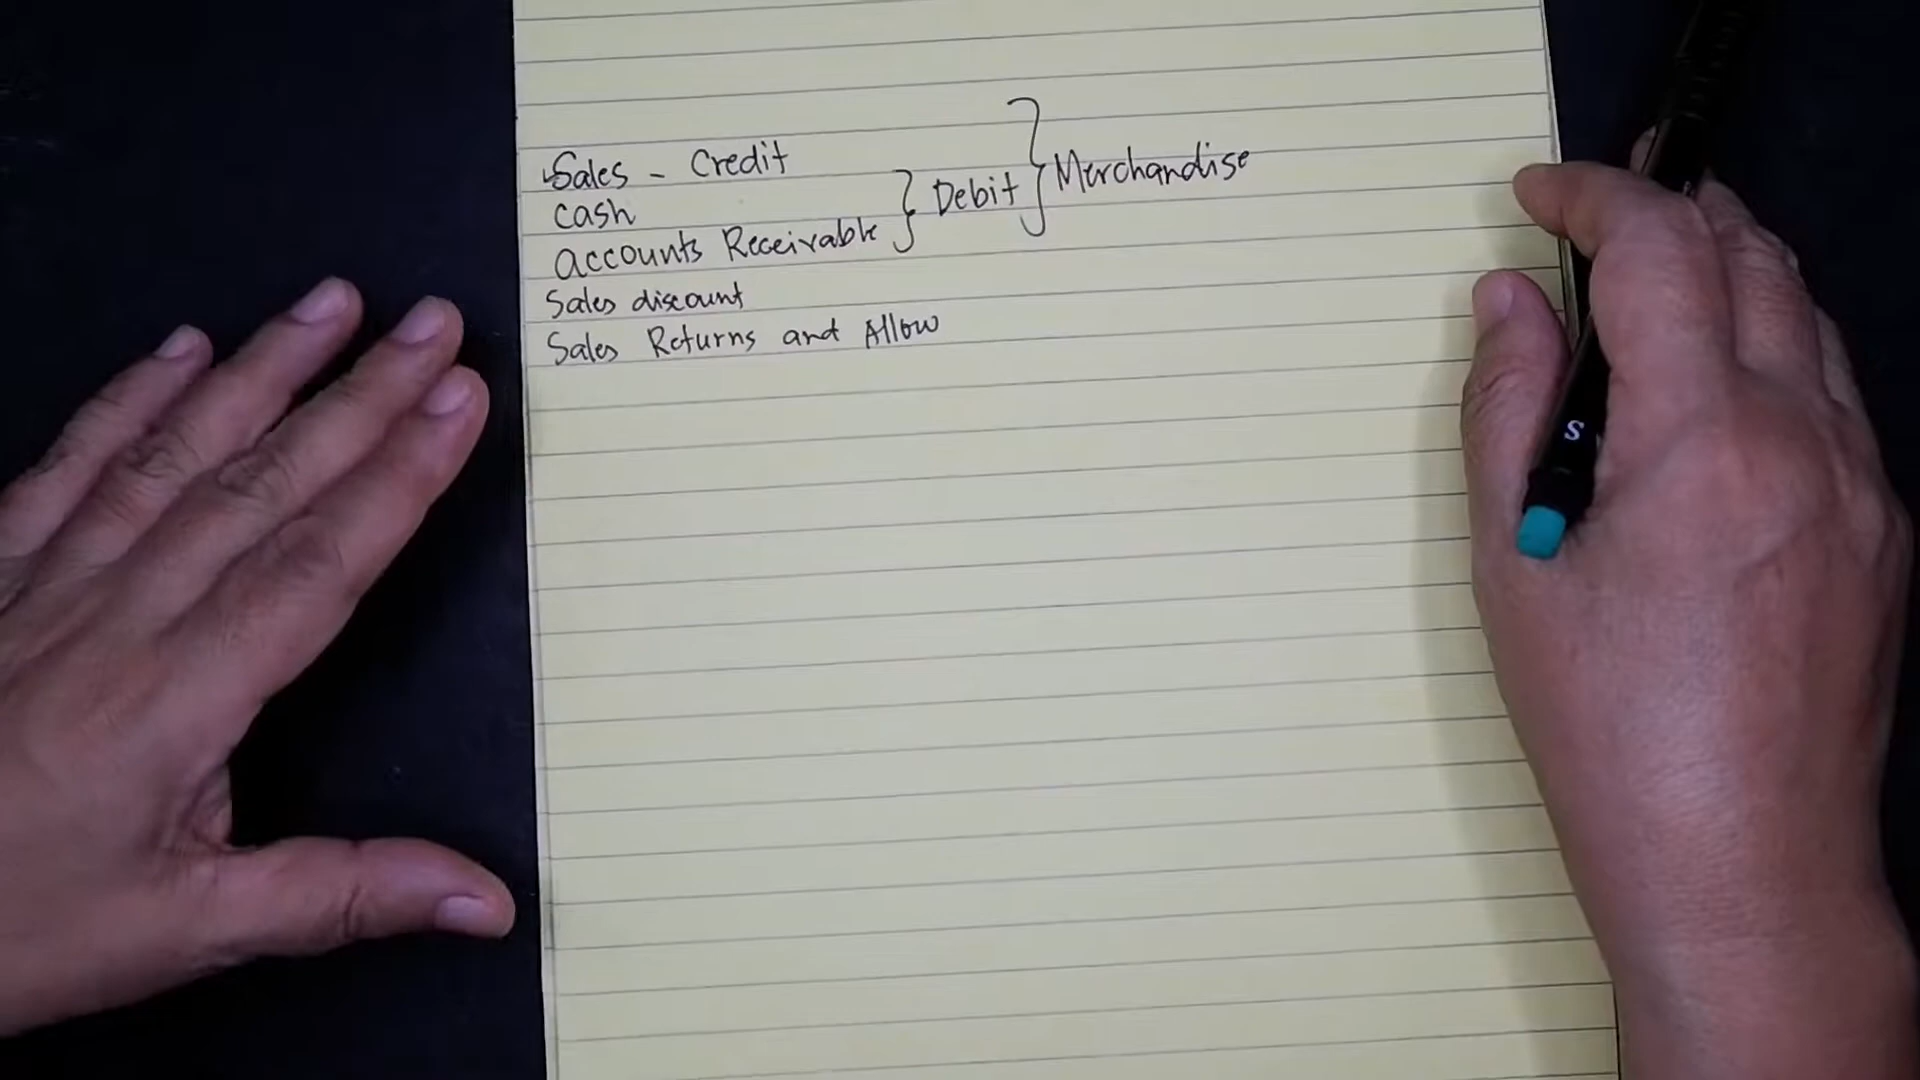 Sales - Credit
Cash
accounts Receivable } Debit } Merchandise
Sales discount
Sales Returns and Allow
S